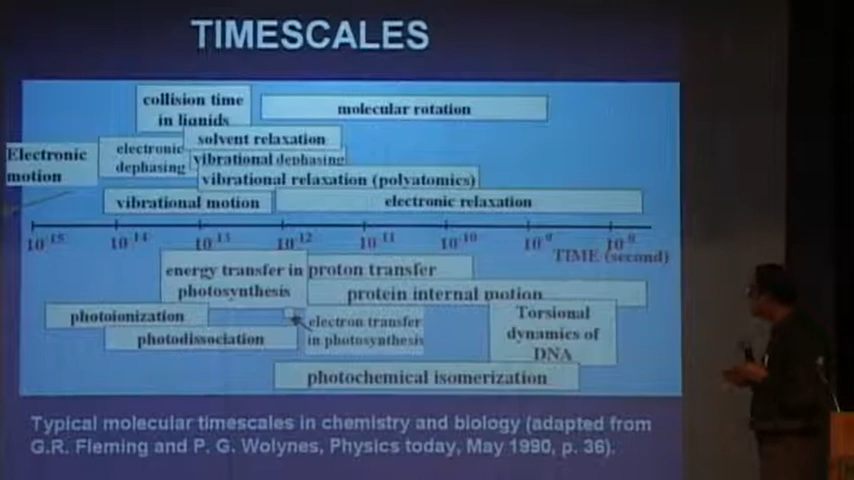 TIMESCALES
collision time
in liquids
molecular rotation
solvent relaxation
Electronic
motion
electronic
dephasing
vibrational dephasing
vibrational relaxation (polyatomics)
vibrational motion
electronic relaxation
10⁻¹⁵ 10⁻¹⁴ 10⁻¹³ 10⁻¹² 10⁻¹¹ 10⁻¹⁰ 10⁻⁹ 10⁻⁸
TIME (second)
energy transfer in
photosynthesis
proton transfer
protein internal motion
photoionization
electron transfer
in photosynthesis
Torsional
dynamics of
DNA
photodissociation
photochemical isomerization
Typical molecular timescales in chemistry and biology (adapted from
G.R. Fleming and P. G. Wolynes, Physics today, May 1990, p. 36).